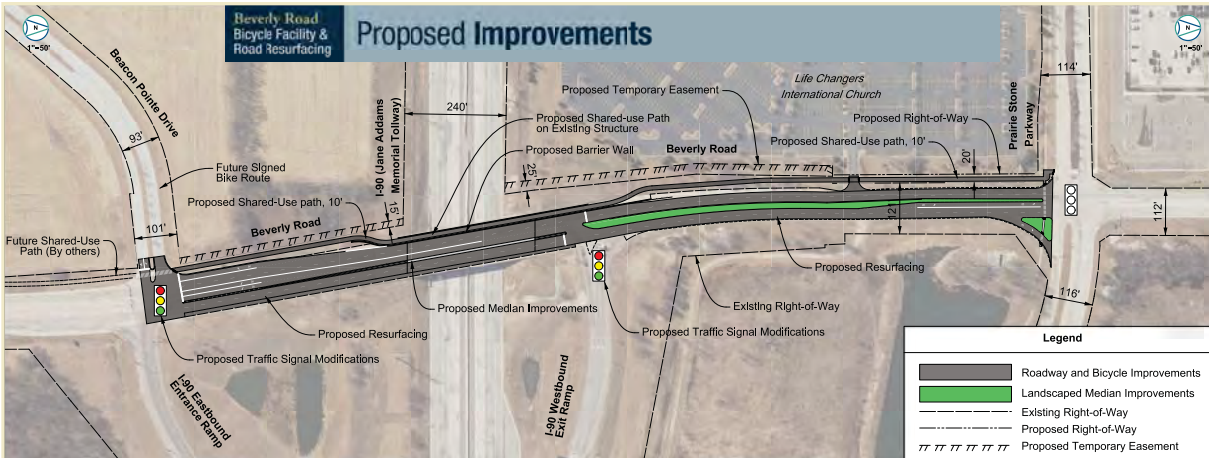 Beverly Road
Bicycle Facility &
Road Resurfacing
Proposed Improvements
N
1"=50'
N
1"=50'
Beacon Pointe Drive
93'
101'
Future Signed
Bike Route
Future Shared-Use
Path (By others)
Proposed Shared-Use path, 10'
Beverly Road
15'
I-90 (Jane Addams
Memorial Tollway)
240'
Proposed Temporary Easement
Proposed Shared-use Path
on Existing Structure
Proposed Barrier Wall
25'
Beverly Road
Life Changers
International Church
Proposed Right-of-Way
Proposed Shared-Use path, 10'
20'
Prairie Stone
Parkway
114'
112'
116'
Proposed Resurfacing
Existing Right-of-Way
Proposed Median Improvements
Proposed Traffic Signal Modifications
Proposed Resurfacing
Proposed Traffic Signal Modifications
I-90 Eastbound
Entrance Ramp
I-90 Westbound
Exit Ramp
Legend
Roadway and Bicycle Improvements
Landscaped Median Improvements
Existing Right-of-Way
Proposed Right-of-Way
Proposed Temporary Easement